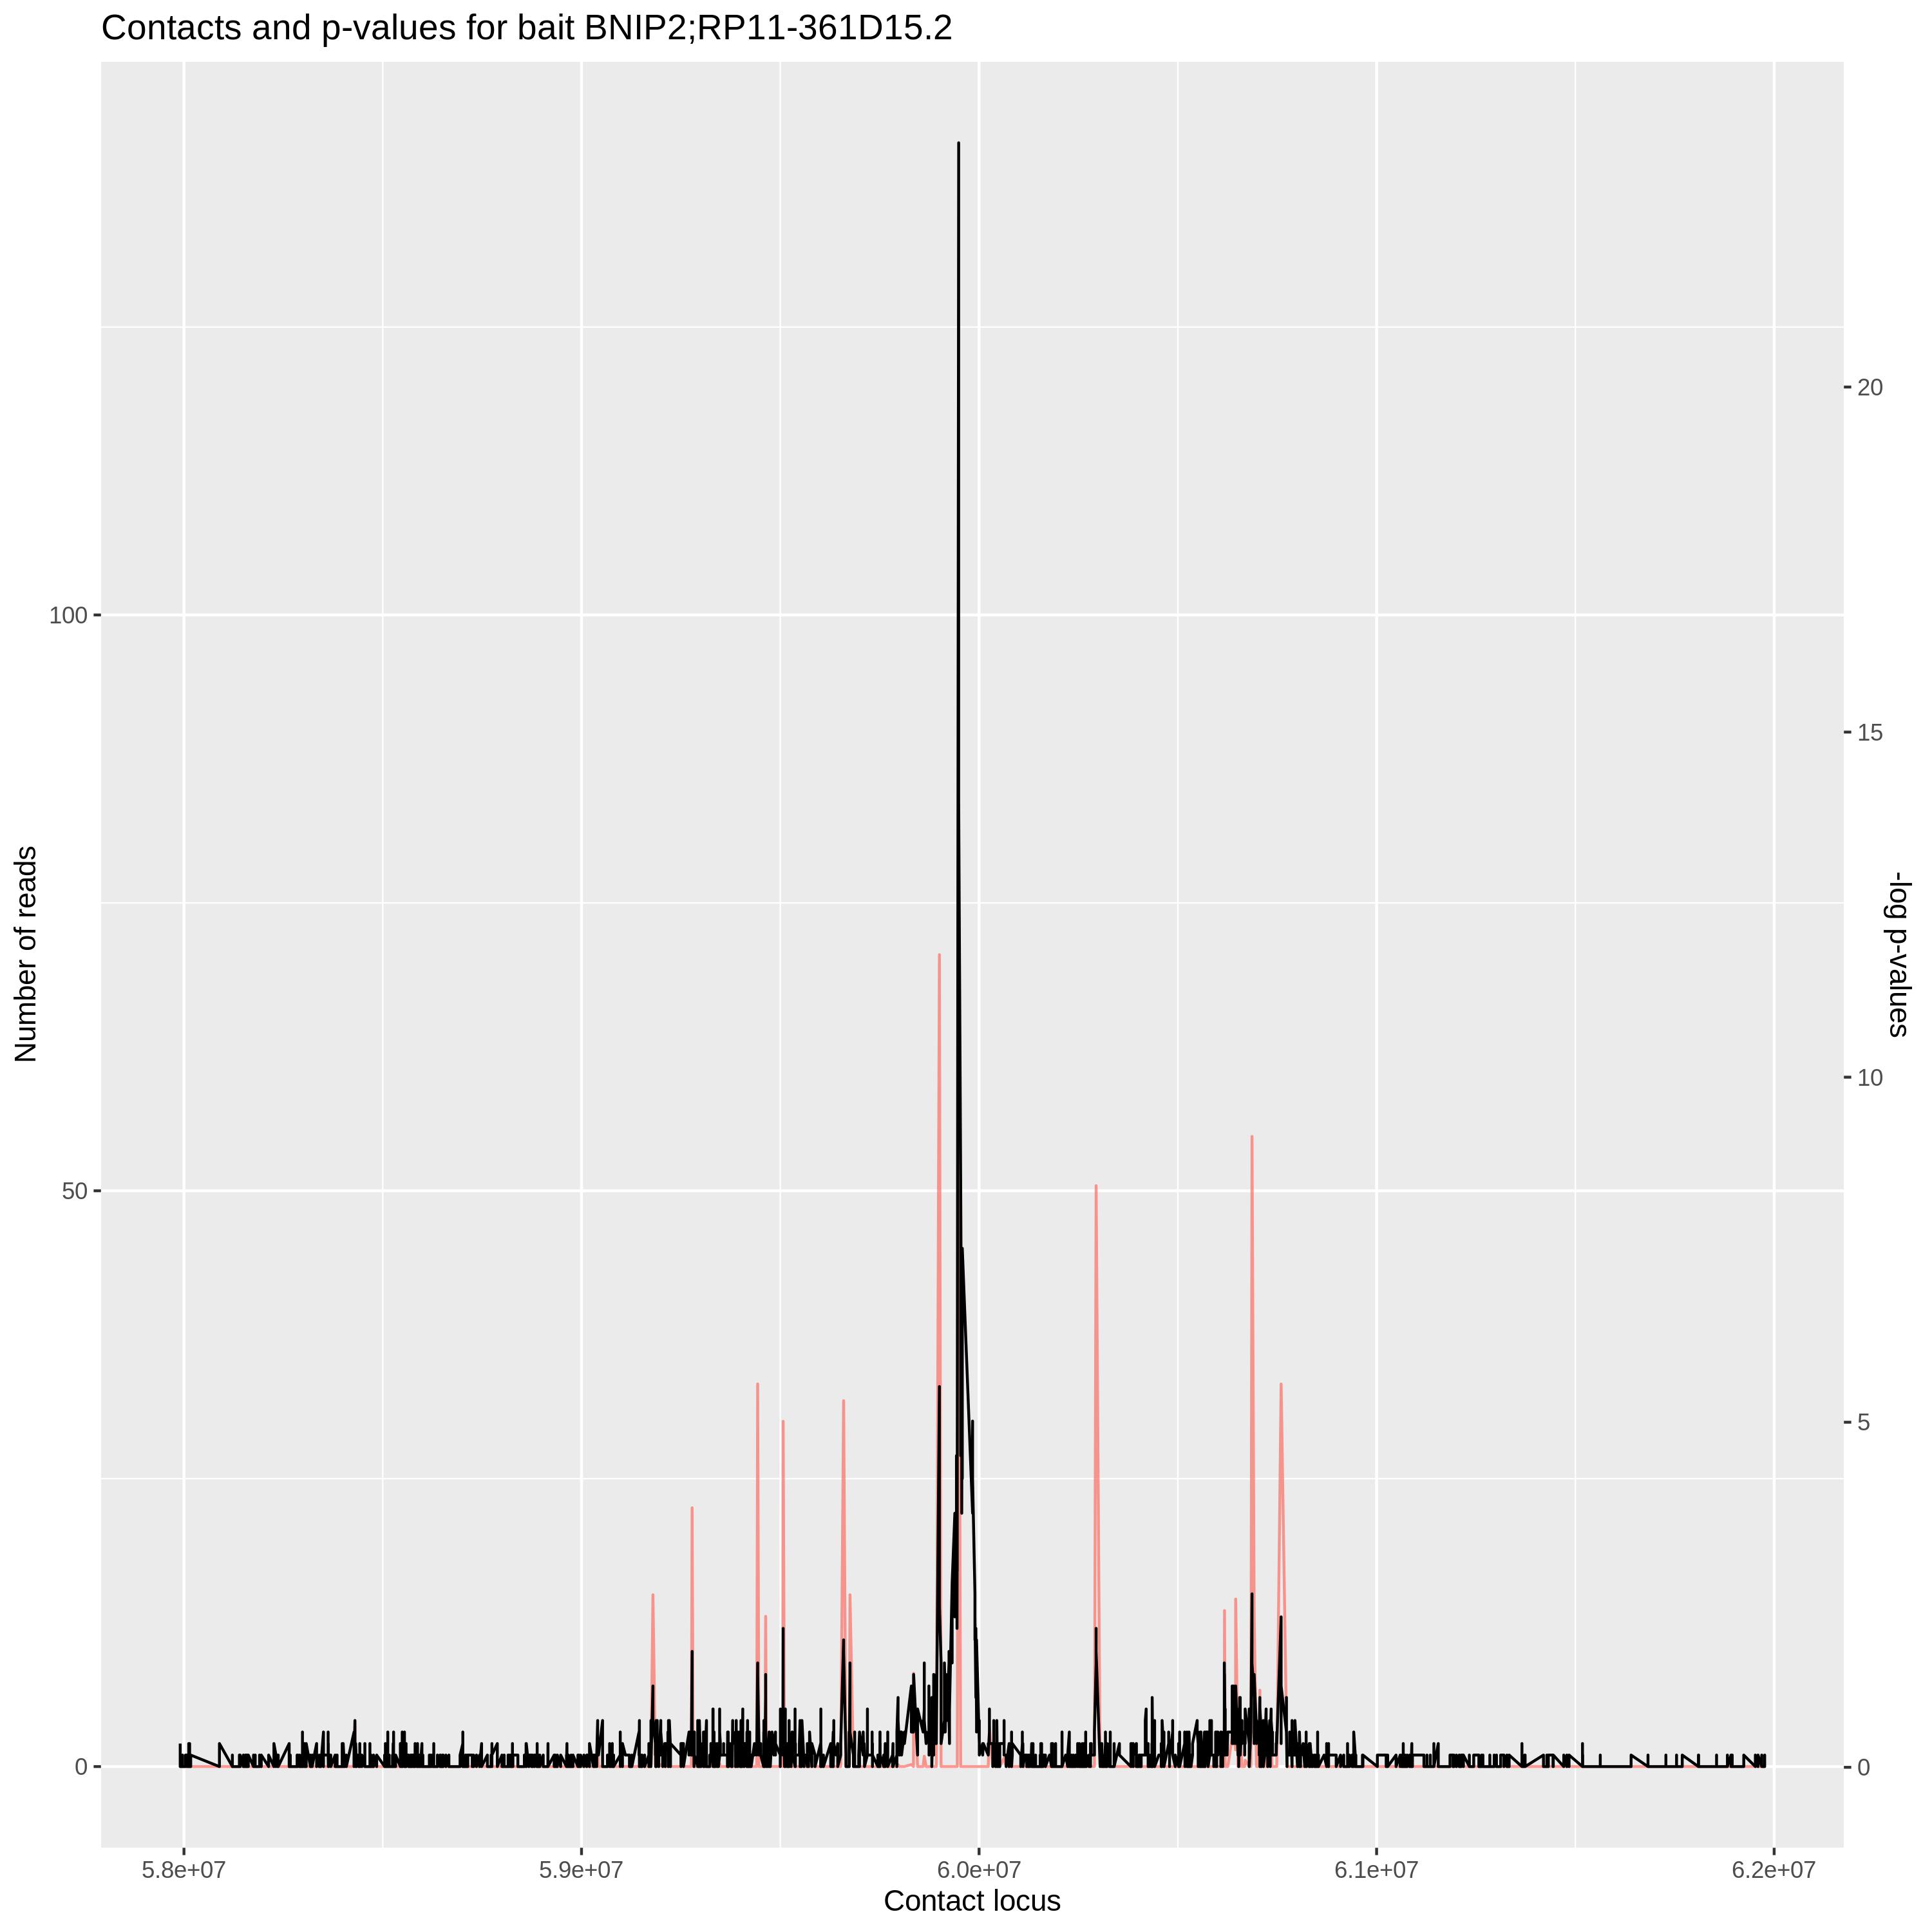 Contacts and p-values for bait BNIP2;RP11-361D15.2
Number of reads
100
50
0
20
15
10
5
0
-log p-values
5.8e+07 5.9e+07 6.0e+07 6.1e+07 6.2e+07
Contact locus